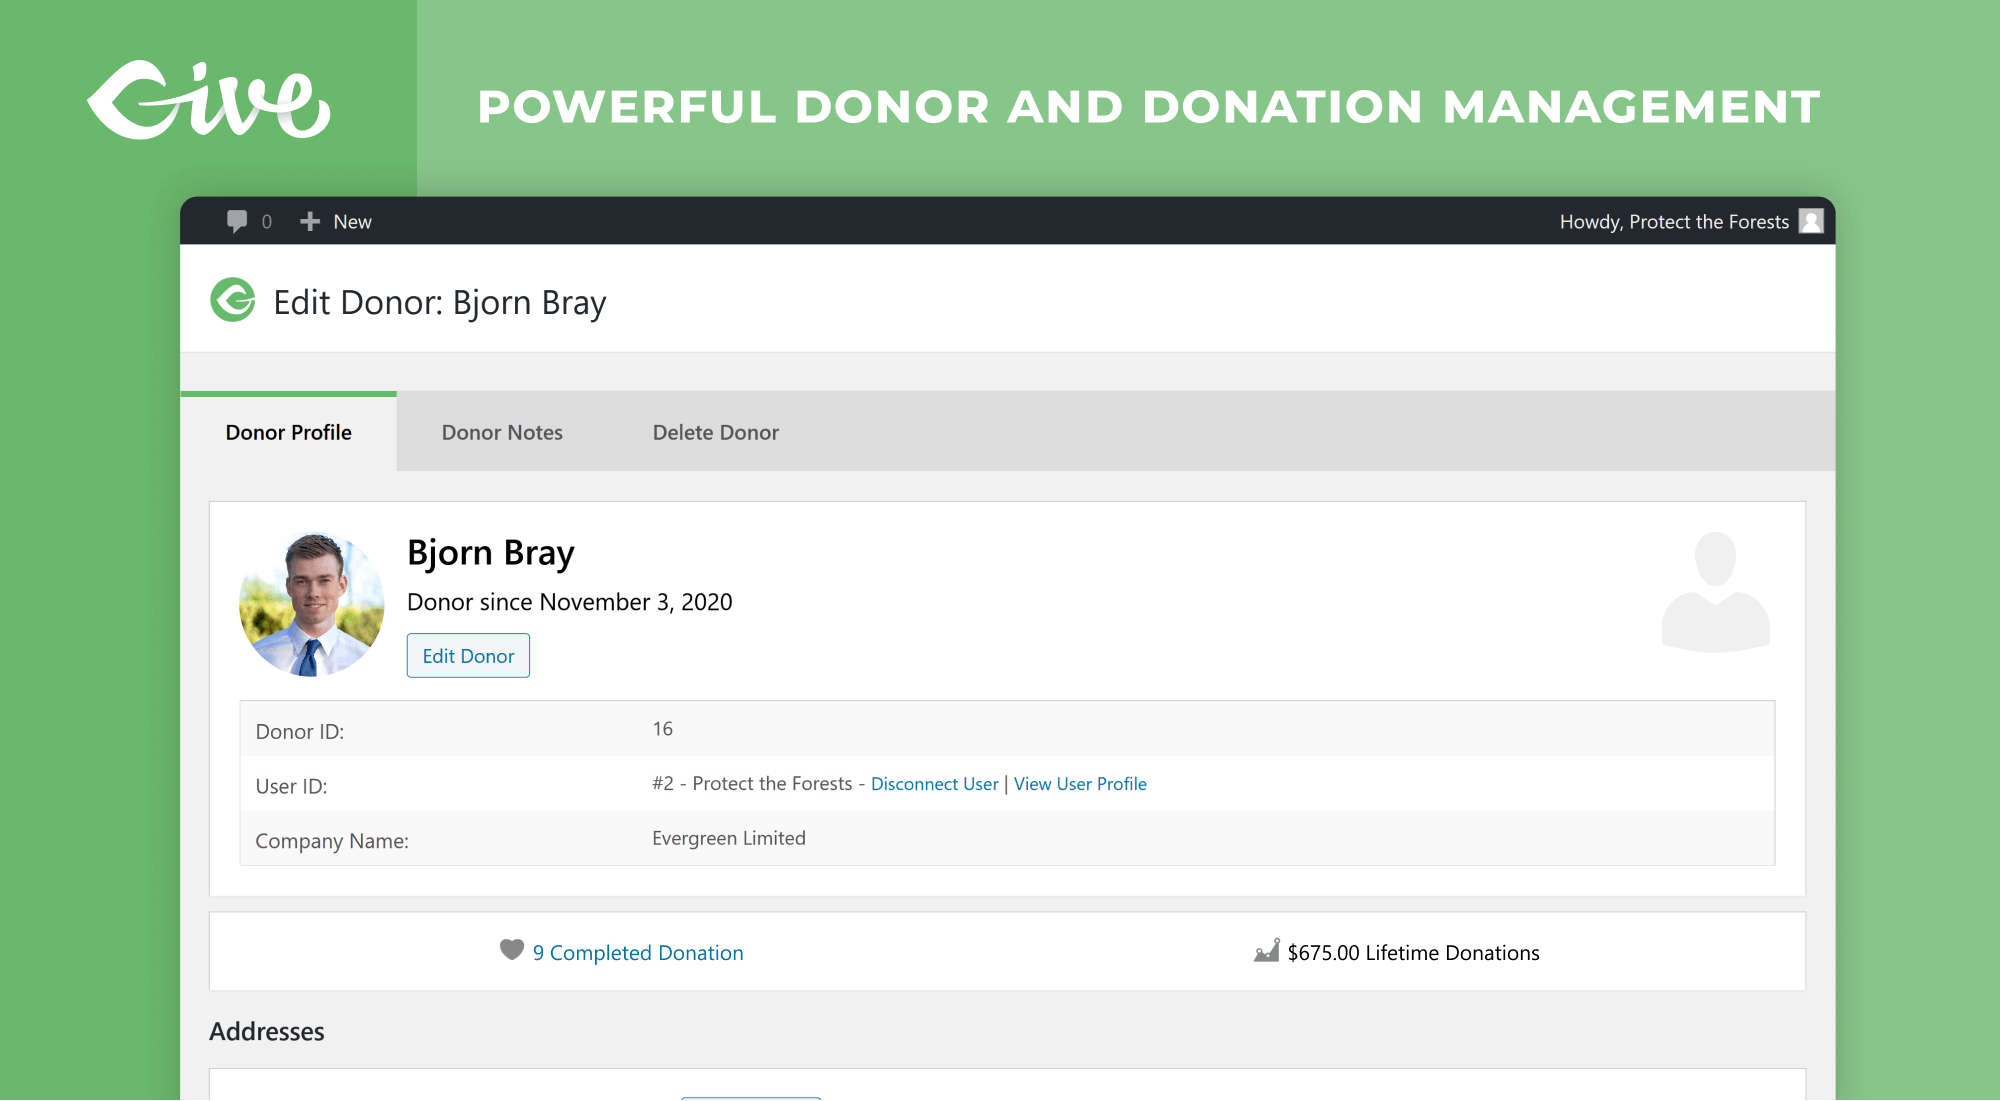 Give
POWERFUL DONOR AND DONATION MANAGEMENT
0 New
Howdy, Protect the Forests
Edit Donor: Bjorn Bray
Donor Profile
Donor Notes
Delete Donor
Bjorn Bray
Donor since November 3, 2020
Edit Donor
Donor ID: 16
User ID: #2 - Protect the Forests - Disconnect User | View User Profile
Company Name: Evergreen Limited
9 Completed Donation
$675.00 Lifetime Donations
Addresses